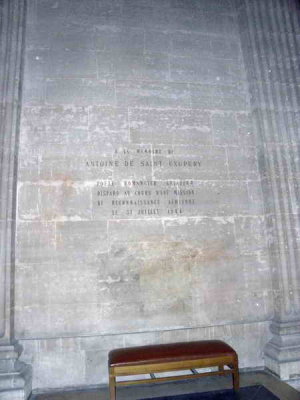 A LA MEMOIRE DE
ANTOINE DE SAINT EXUPERY
POETE ROMANCIER AVIATEUR
DISPARU AU COURS D'UNE MISSION
DE RECONNAISSANCE AERIENNE
LE 31 JUILLET 1944